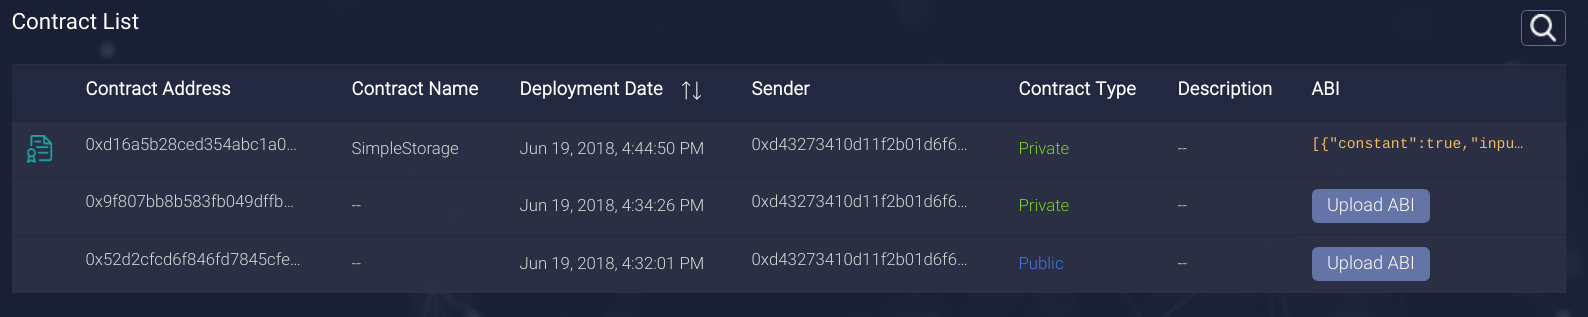 Contract List
Contract Address Contract Name Deployment Date Sender Contract Type Description ABI
0xd16a5b28ced354abc1a0... SimpleStorage Jun 19, 2018, 4:44:50 PM 0xd43273410d11f2b01d6f6... Private -- [{"constant":true,"inpu...
0x9f807bb8b583fb049dffb... -- Jun 19, 2018, 4:34:26 PM 0xd43273410d11f2b01d6f6... Private -- Upload ABI
0x52d2cfcd6f846fd7845cfe... -- Jun 19, 2018, 4:32:01 PM 0xd43273410d11f2b01d6f6... Public -- Upload ABI